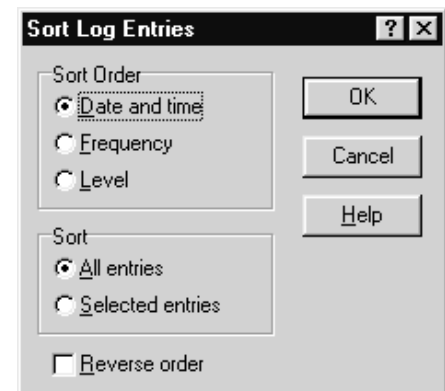 Sort Log Entries
Sort Order
Date and time
Frequency
Level
OK
Cancel
Help
Sort
All entries
Selected entries
Reverse order